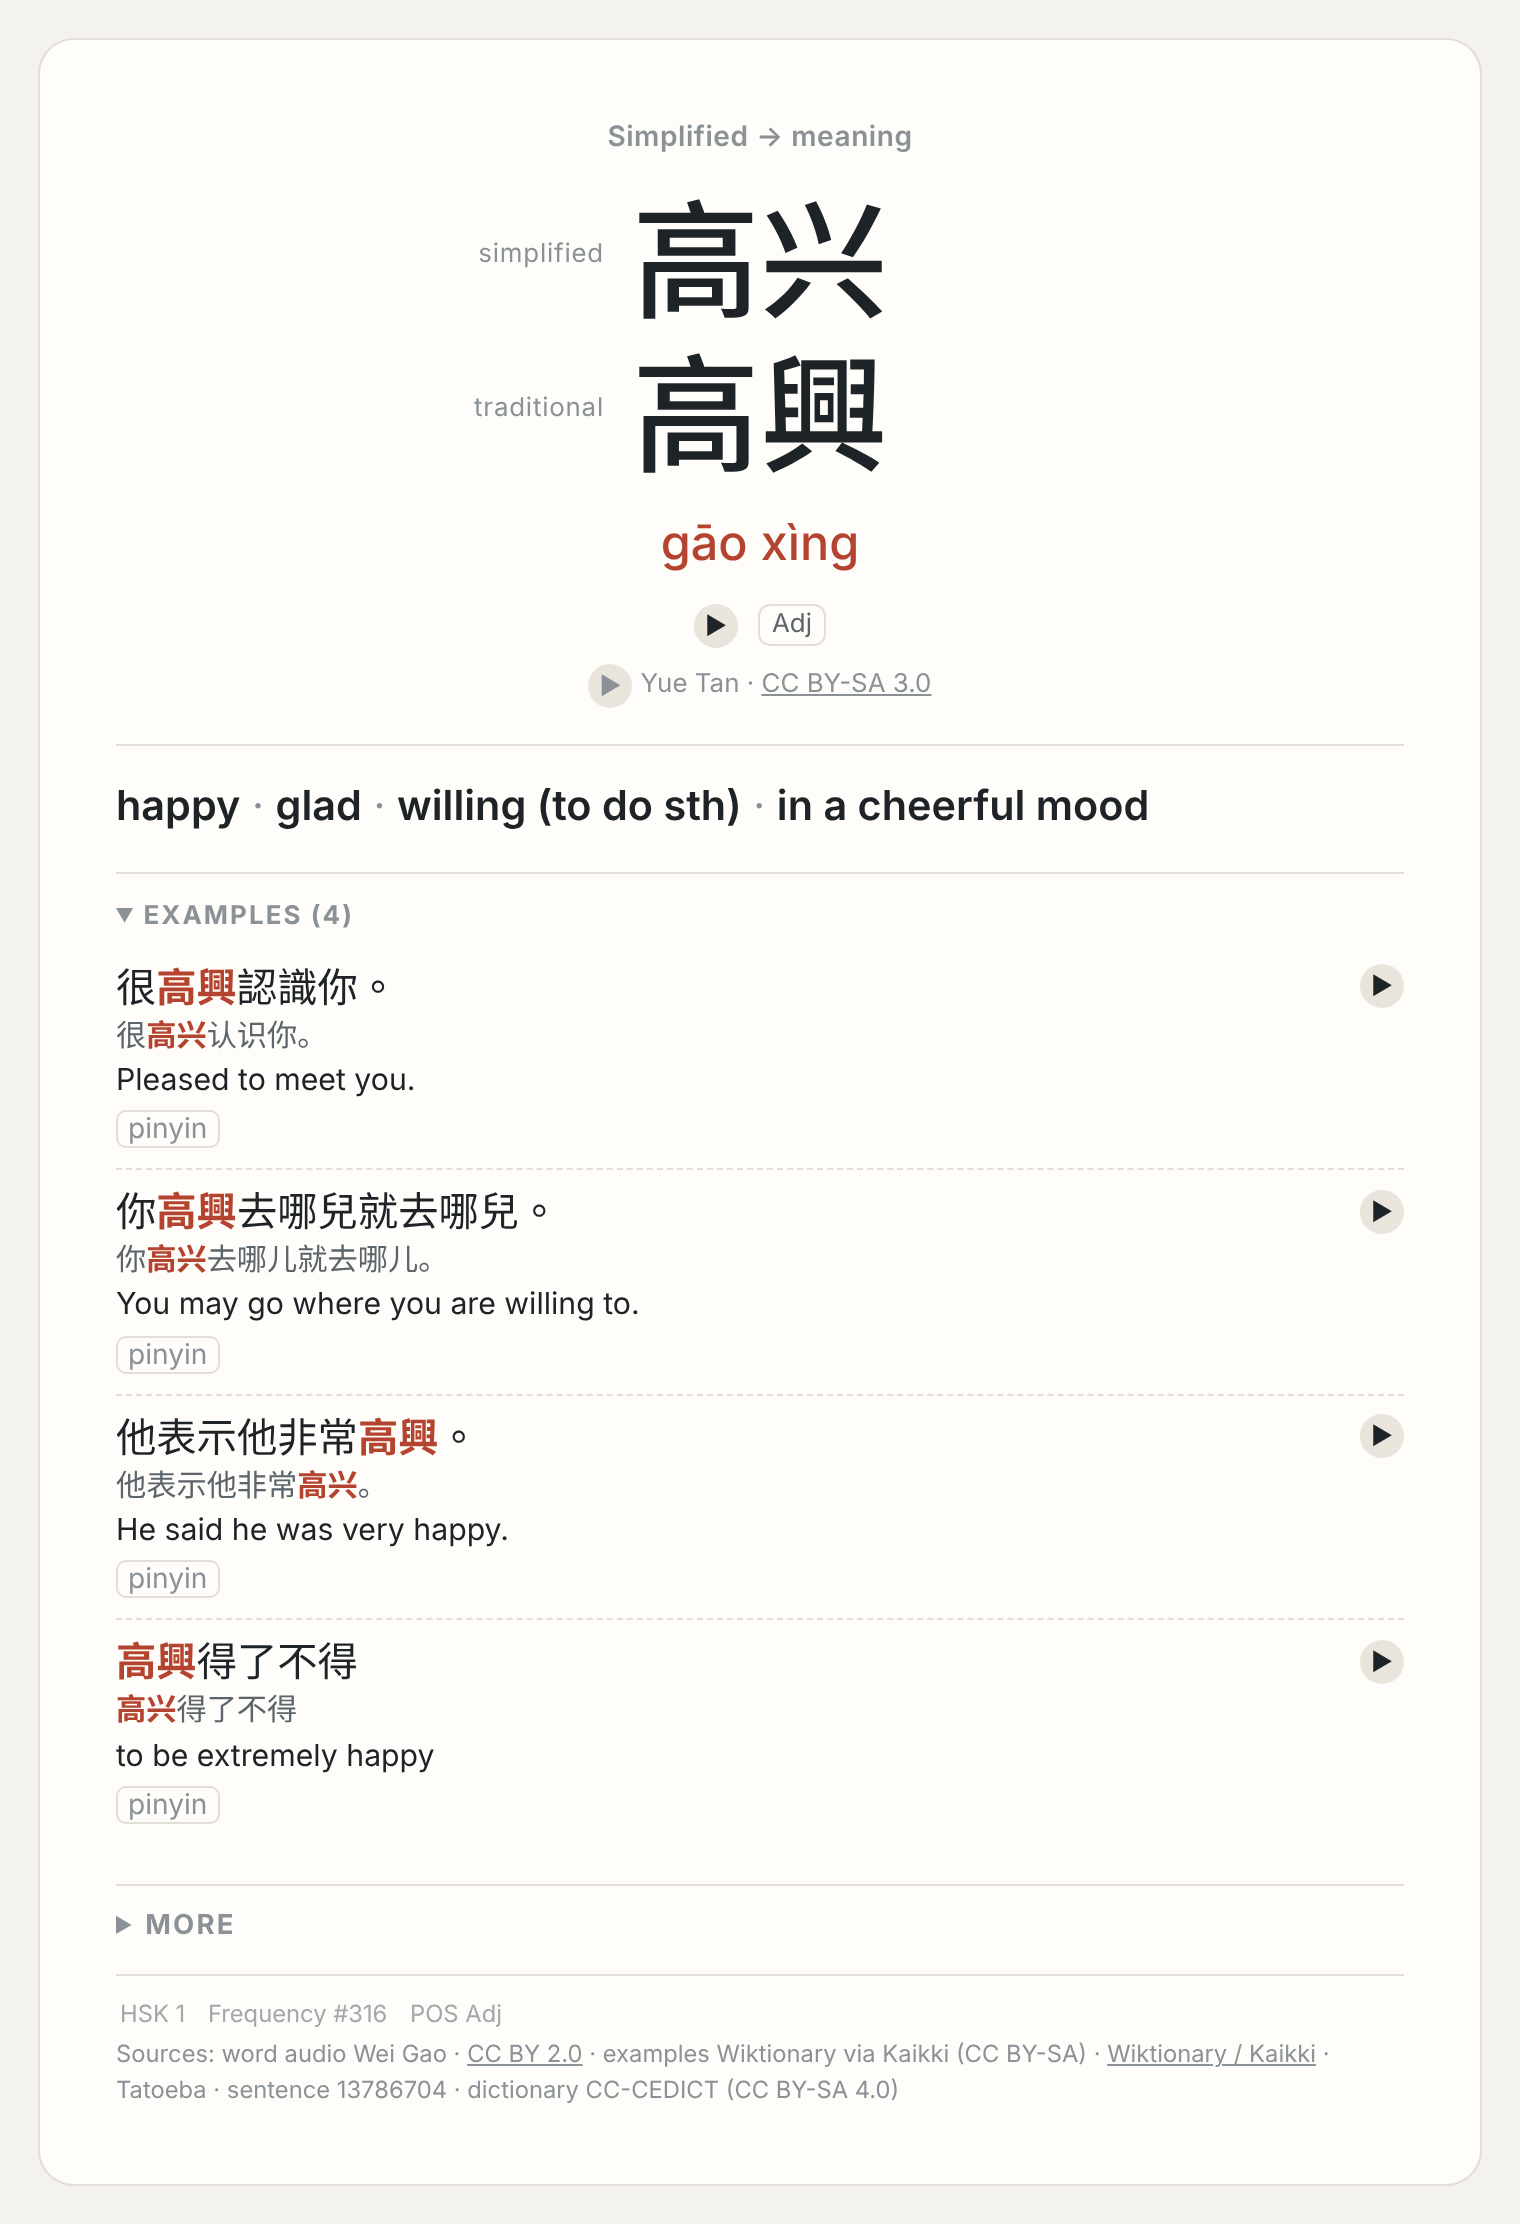 Simplified → meaning
simplified 高兴
traditional 高興
gāo xìng
Adj
Yue Tan · CC BY-SA 3.0
happy · glad · willing (to do sth) · in a cheerful mood
EXAMPLES (4)
很高興認識你。
很高兴认识你。
Pleased to meet you.
pinyin
你高興去哪兒就去哪兒。
你高兴去哪儿就去哪儿。
You may go where you are willing to.
pinyin
他表示他非常高興。
他表示他非常高兴。
He said he was very happy.
pinyin
高興得了不得
高兴得了不得
to be extremely happy
pinyin
MORE
HSK 1 Frequency #316 POS Adj
Sources: word audio Wei Gao · CC BY 2.0 · examples Wiktionary via Kaikki (CC BY-SA) · Wiktionary / Kaikki ·
Tatoeba · sentence 13786704 · dictionary CC-CEDICT (CC BY-SA 4.0)